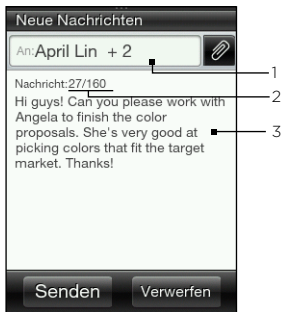 Neue Nachrichten
An: April Lin + 2
1
Nachricht: 27/160
2
Hi guys! Can you please work with
Angela to finish the color
proposals. She's very good at
3
picking colors that fit the target
market. Thanks!
Senden
Verwerfen